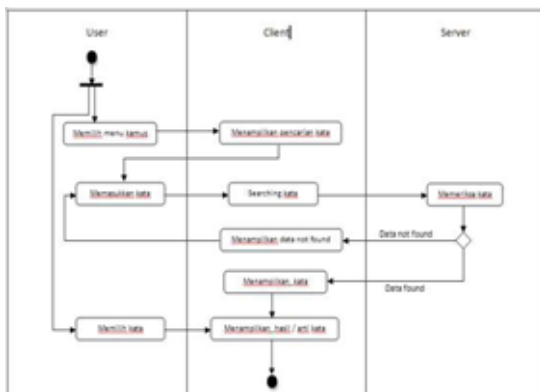 User Client Server
Memilih menu kamus
Menampilkan pencarian kata
Memasukkan kata
Searching kata
Memeriksa kata
Menampilkan data not found
Data not found
Menampilkan kata
Data found
Memilih kata
Menampilkan hasil / arti kata